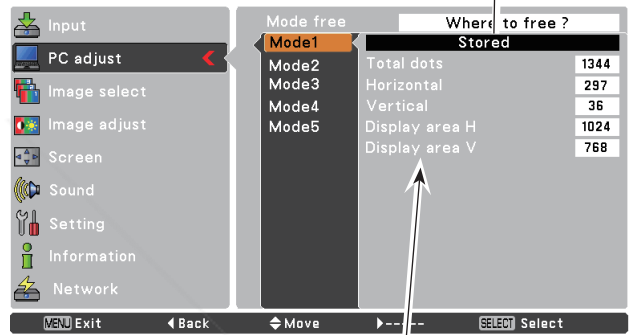 Input
PC adjust
Image select
Image adjust
Screen
Sound
Setting
Information
Network
Mode free
Where to free ?
Mode1
Mode2
Mode3
Mode4
Mode5
Stored
Total dots 1344
Horizontal 297
Vertical 36
Display area H 1024
Display area V 768
MENU Exit Back Move ----- SELECT Select